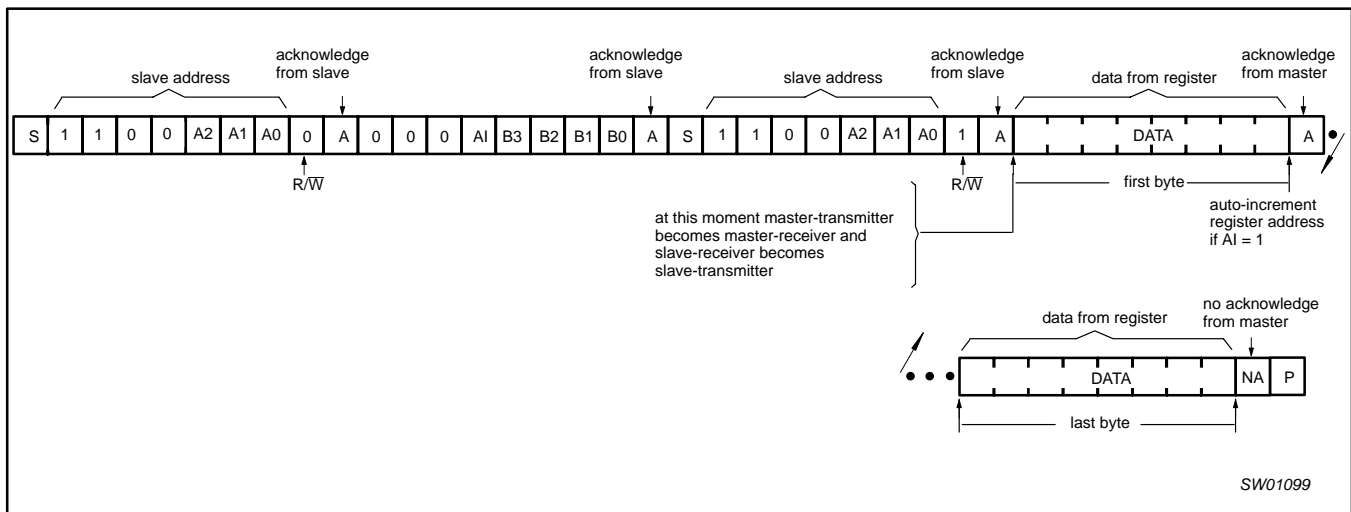 acknowledge
from slave
acknowledge
from slave
acknowledge
from slave
acknowledge
from master
slave address
slave address
data from register
S 1 1 0 0 A2 A1 A0 0 A 0 0 0 AI B3 B2 B1 B0 A S 1 1 0 0 A2 A1 A0 1 A DATA A
R/W̅
R/W̅
first byte
auto-increment
register address
if AI = 1
at this moment master-transmitter
becomes master-receiver and
slave-receiver becomes
slave-transmitter
no acknowledge
from master
data from register
DATA NA P
last byte
SW01099